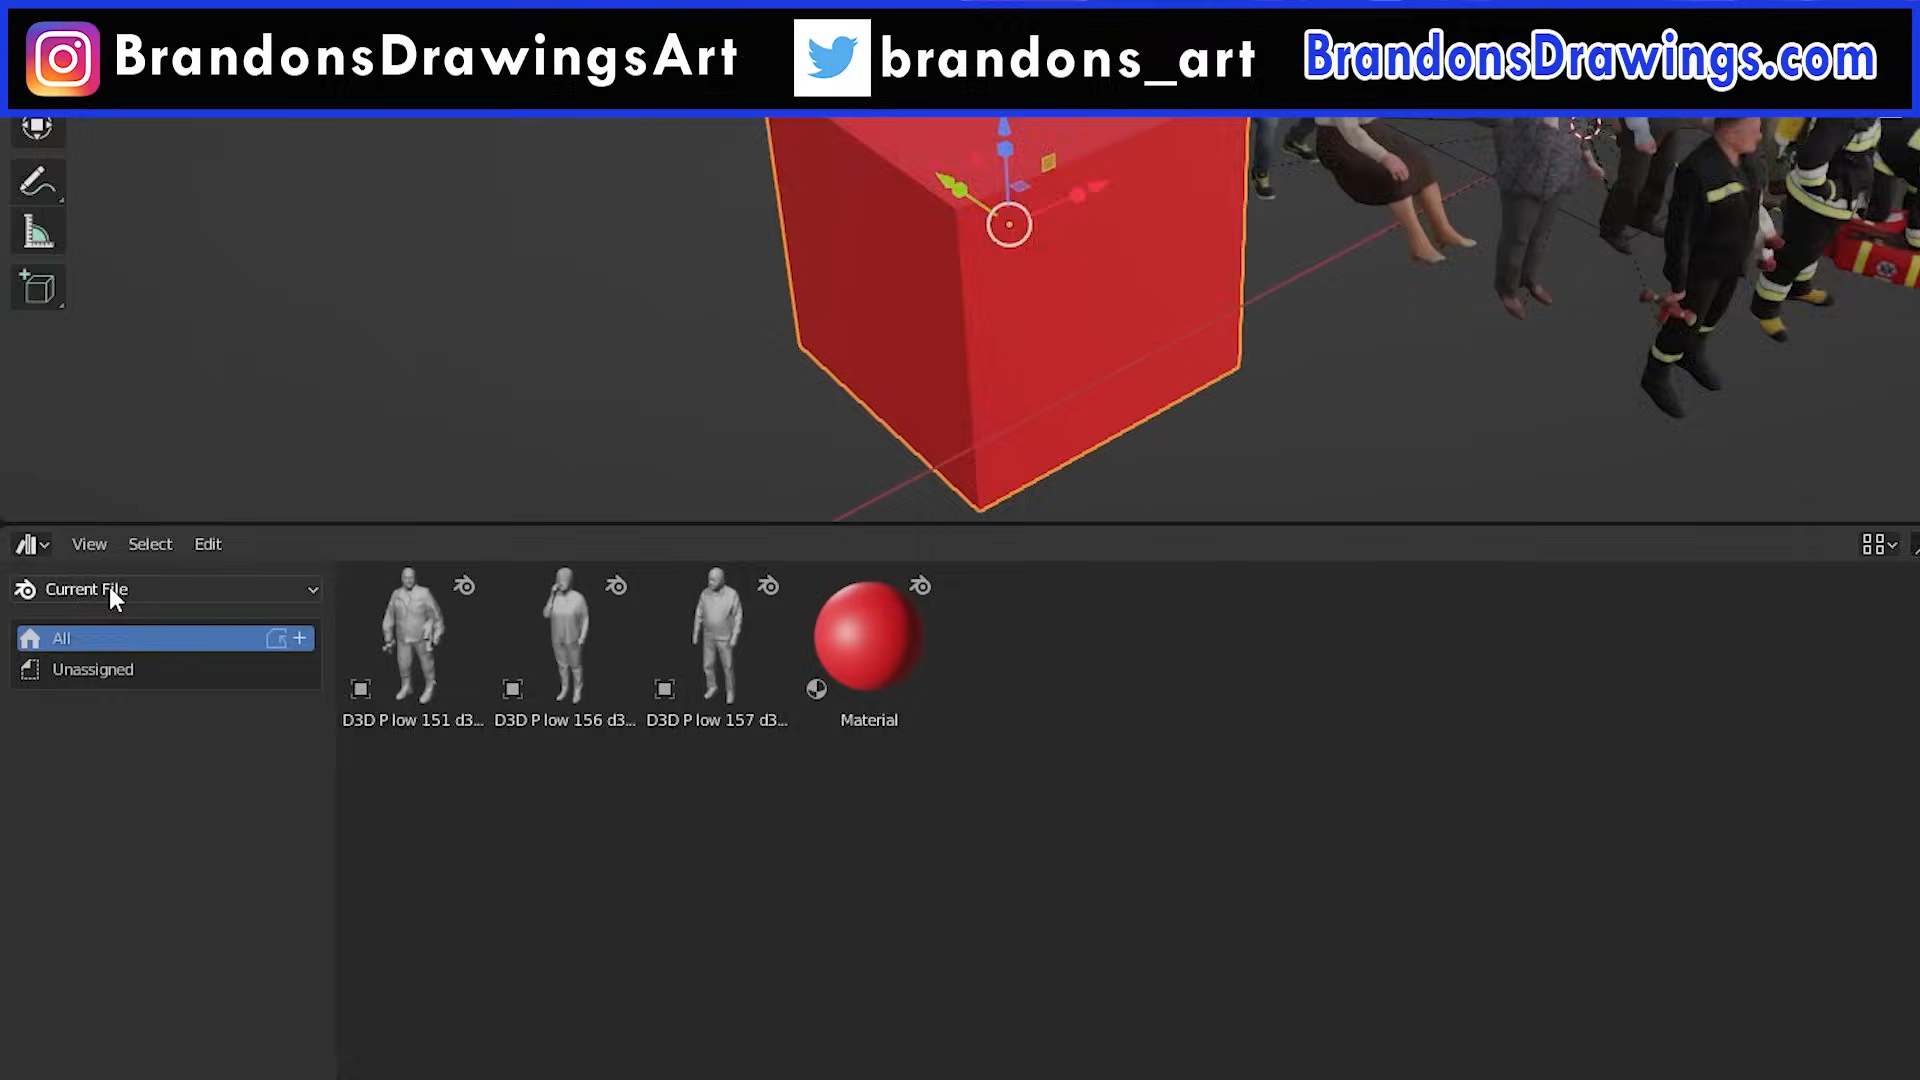 BrandonsDrawingsArt brandons_art BrandonsDrawings.com
View Select Edit
Current File
All
Unassigned
D3D P low 151 d3... D3D P low 156 d3... D3D P low 157 d3... Material